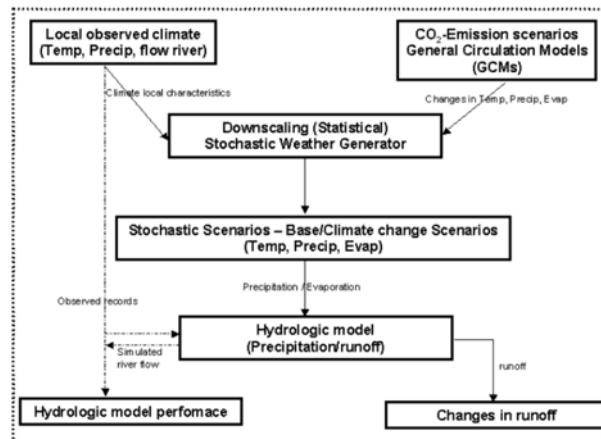 Local observed climate
(Temp, Precip, flow river)
CO₂-Emission scenarios
General Circulation Models
(GCMs)
Climate local characteristics
Changes in Temp, Precip, Evap
Downscaling (Statistical)
Stochastic Weather Generator
Stochastic Scenarios – Base/Climate change Scenarios
(Temp, Precip, Evap)
Precipitation / Evaporation
Observed records
Hydrologic model
(Precipitation/runoff)
Simulated
river flow
runoff
Hydrologic model perfomace
Changes in runoff